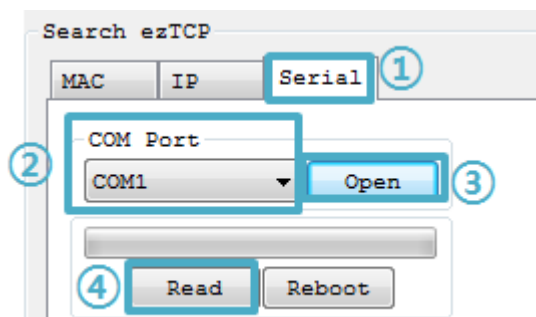 Search ezTCP
MAC IP Serial ①
COM Port
② COM1 Open ③
④ Read Reboot